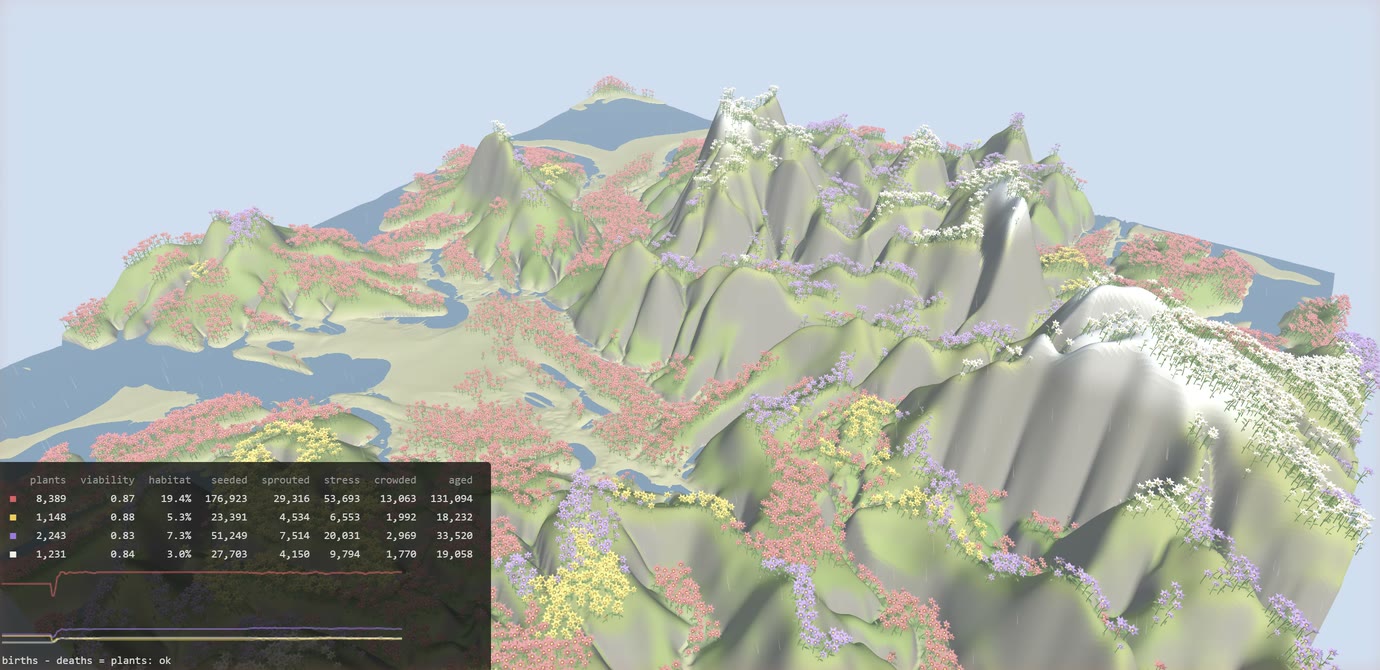 plants viability habitat seeded sprouted stress crowded aged
8,389 0.87 19.4% 176,923 29,316 53,693 13,063 131,094
1,148 0.88 5.3% 23,391 4,534 6,553 1,992 18,232
2,243 0.83 7.3% 51,249 7,514 20,031 2,969 33,520
1,231 0.84 3.0% 27,703 4,150 9,794 1,770 19,058
births - deaths = plants: ok